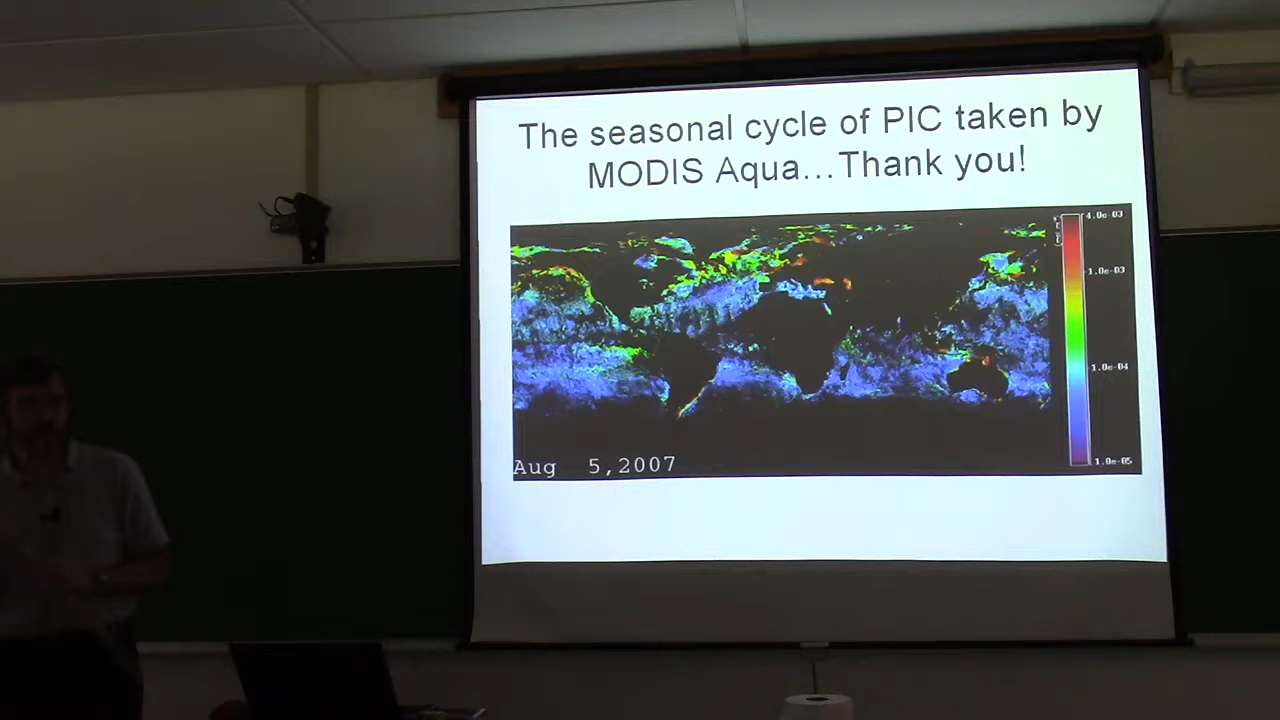 The seasonal cycle of PIC taken by
MODIS Aqua...Thank you!
4.0e-03
1.0e-03
1.0e-04
1.0e-05
Aug 5,2007